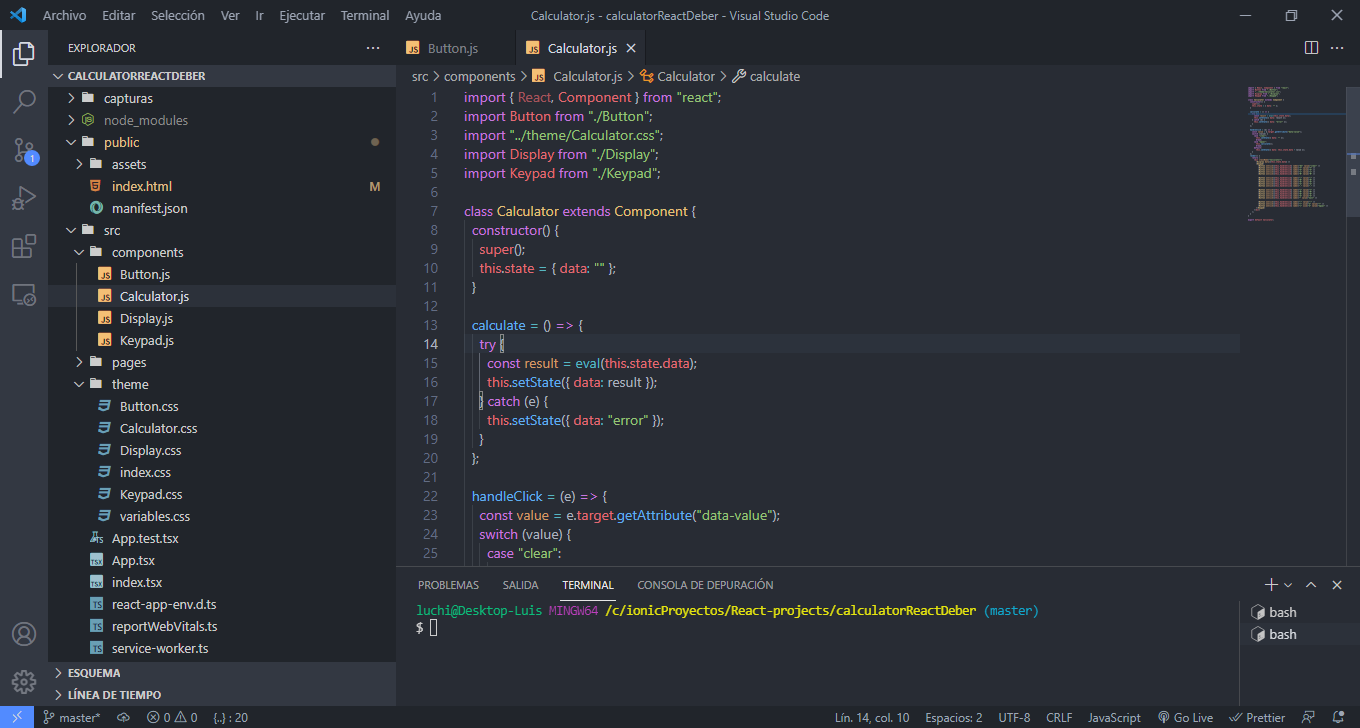 Archivo Editar Selección Ver Ir Ejecutar Terminal Ayuda Calculator.js - calculatorReactDeber - Visual Studio Code
EXPLORADOR
CALCULATORREACTDEBER
capturas
node_modules
public
assets
index.html M
manifest.json
src
components
Button.js
Calculator.js
Display.js
Keypad.js
pages
theme
Button.css
Calculator.css
Display.css
index.css
Keypad.css
variables.css
App.test.tsx
App.tsx
index.tsx
react-app-env.d.ts
reportWebVitals.ts
service-worker.ts
ESQUEMA
LÍNEA DE TIEMPO
Button.js Calculator.js
src > components > Calculator.js > Calculator > calculate
1 import { React, Component } from "react";
2 import Button from "./Button";
3 import "../theme/Calculator.css";
4 import Display from "./Display";
5 import Keypad from "./Keypad";
6
7 class Calculator extends Component {
8 constructor() {
9 super();
10 this.state = { data: "" };
11 }
12
13 calculate = () => {
14 try {
15 const result = eval(this.state.data);
16 this.setState({ data: result });
17 } catch (e) {
18 this.setState({ data: "error" });
19 }
20 };
21
22 handleClick = (e) => {
23 const value = e.target.getAttribute("data-value");
24 switch (value) {
25 case "clear":
PROBLEMAS SALIDA TERMINAL CONSOLA DE DEPURACIÓN
luchi@Desktop-Luis MINGW64 /c/ionicProyectos/React-projects/calculatorReactDeber (master)
$
bash
bash
1
master* 0 0 {..} : 20 Lín. 14, col. 10 Espacios: 2 UTF-8 CRLF JavaScript Go Live Prettier